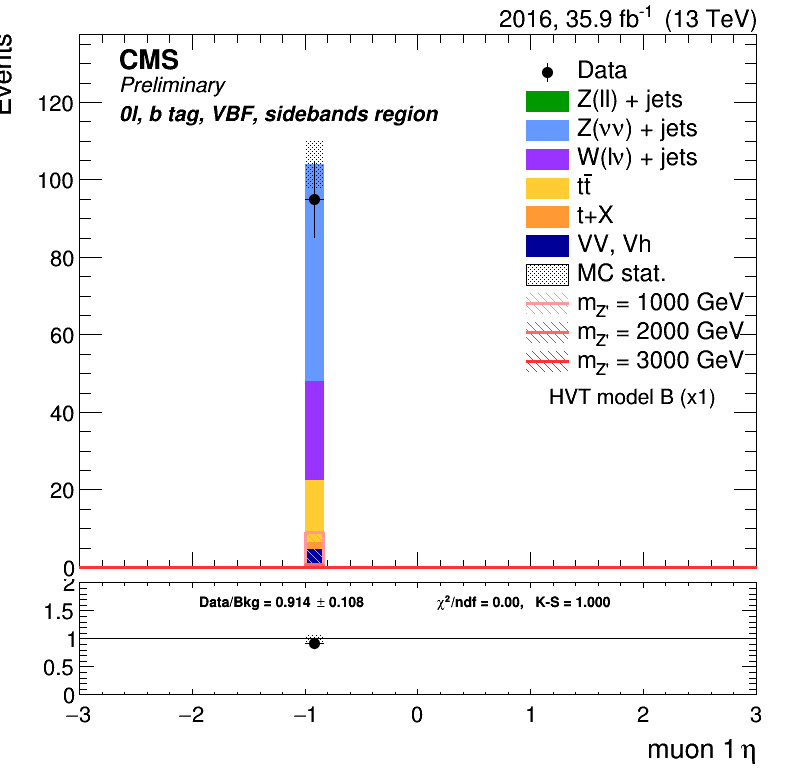 2016, 35.9 fb⁻¹ (13 TeV)
Events
CMS
Preliminary
0l, b tag, VBF, sidebands region
Data
Z(ll) + jets
Z(νν) + jets
W(lν) + jets
tt̄
t+X
VV, Vh
MC stat.
m_Z' = 1000 GeV
m_Z' = 2000 GeV
m_Z' = 3000 GeV
HVT model B (x1)
120
100
80
60
40
20
0
Data/Bkg = 0.914 ± 0.108
χ²/ndf = 0.00, K-S = 1.000
2
1.5
1
0.5
0
−3 −2 −1 0 1 2 3
muon 1 η